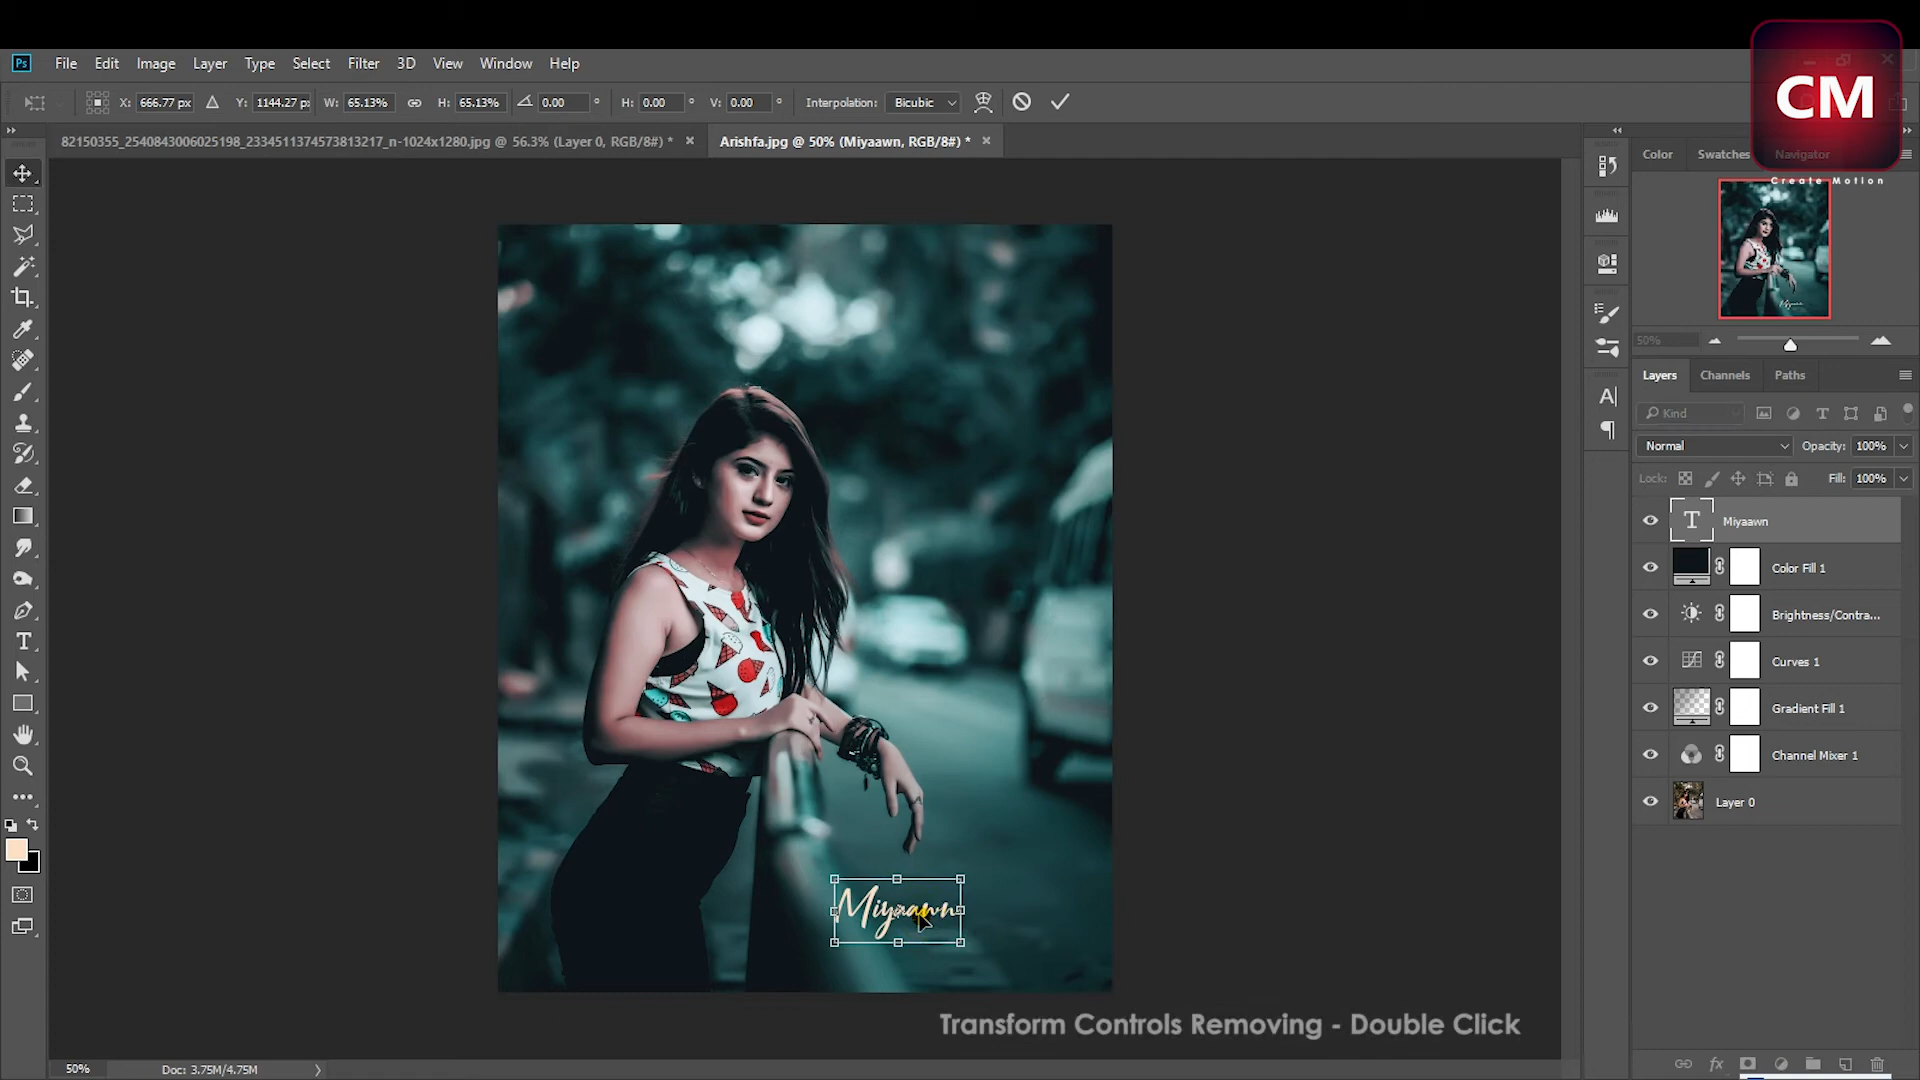 CM
Create Motion
Ps File Edit Image Layer Type Select Filter 3D View Window Help
X: 666.77 px Y: 1144.27 p W: 65.13% H: 65.13% 0.00 ° H: 0.00 ° V: 0.00 ° Interpolation: Bicubic
82150355_2540843006025198_2334511374573813217_n-1024x1280.jpg @ 56.3% (Layer 0, RGB/8#) * ×
Arishfa.jpg @ 50% (Miyaawn, RGB/8#) * ×
Color Swatches Navigator
50%
Layers Channels Paths
Kind
Normal Opacity: 100%
Lock: Fill: 100%
T Miyaawn
Color Fill 1
Brightness/Contra...
Curves 1
Gradient Fill 1
Channel Mixer 1
Layer 0
Miyaawn
Transform Controls Removing - Double Click
50% Doc: 3.75M/4.75M
fx